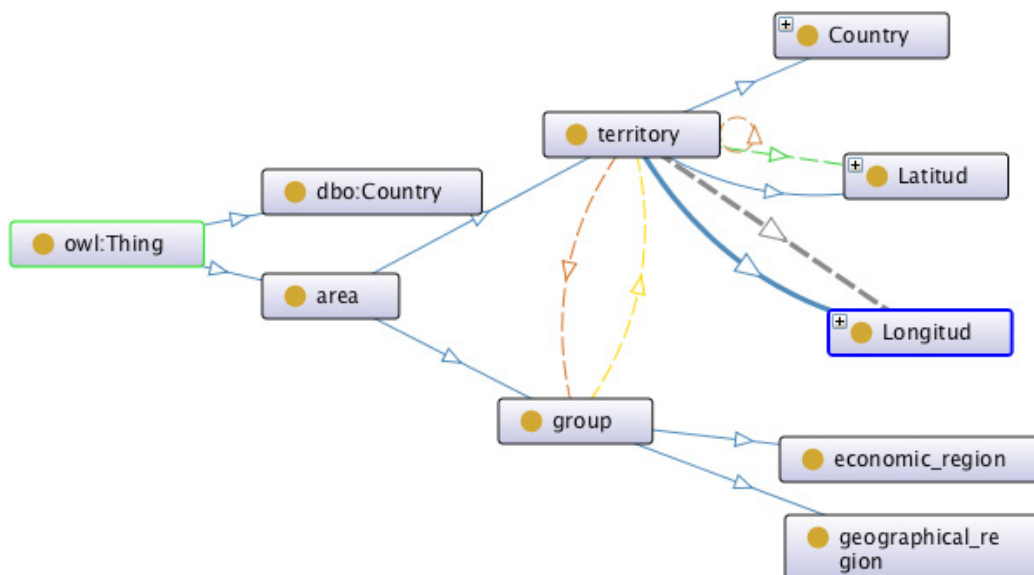 Country
territory
Latitud
dbo:Country
owl:Thing
area
Longitud
group
economic_region
geographical_re
gion